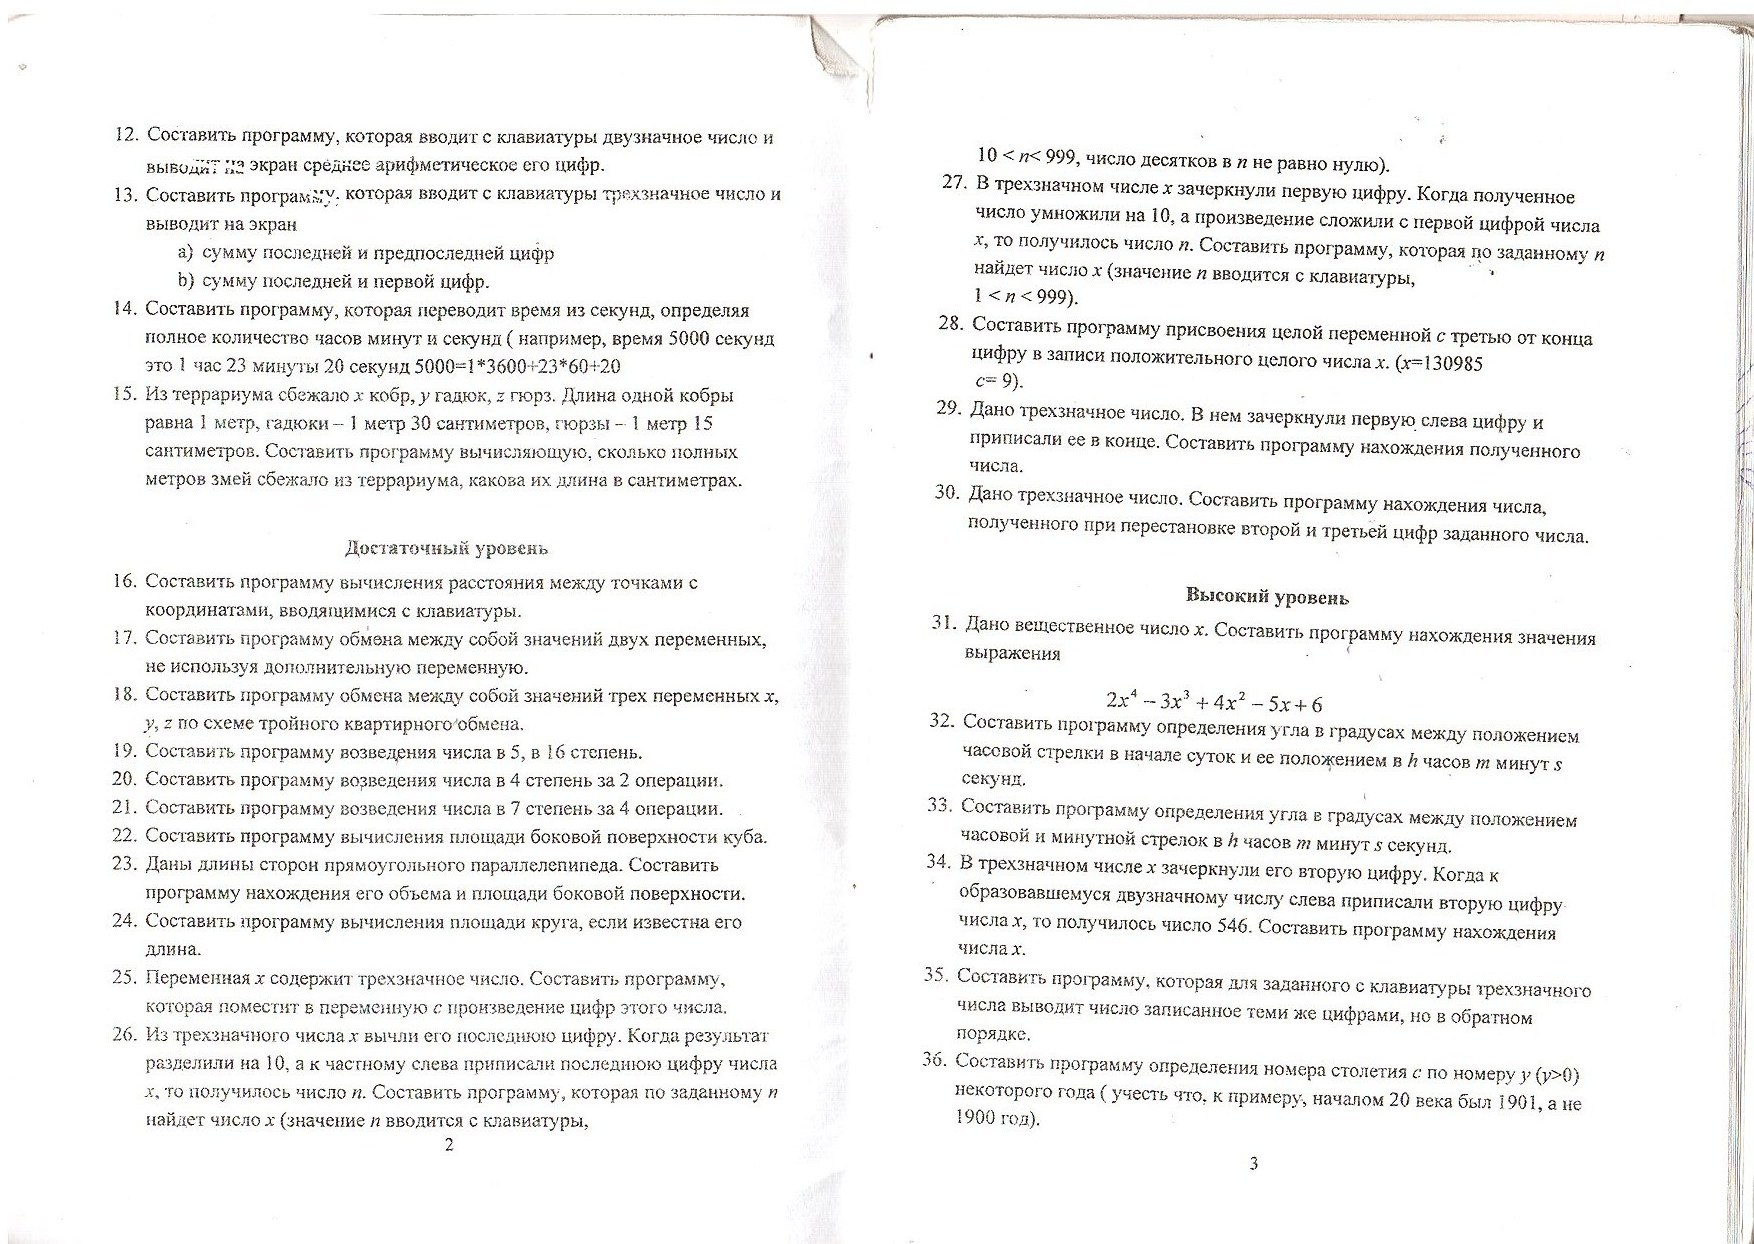 12. Составить программу, которая вводит с клавиатуры двузначное число и
выводит на экран среднее арифметическое его цифр.
13. Составить программу, которая вводит с клавиатуры трехзначное число и
выводит на экран
a) сумму последней и предпоследней цифр
b) сумму последней и первой цифр.
14. Составить программу, которая переводит время из секунд, определяя
полное количество часов минут и секунд ( например, время 5000 секунд
это 1 час 23 минуты 20 секунд 5000=1*3600+23*60+20
15. Из террариума сбежало x кобр, y гадюк, z гюрз. Длина одной кобры
равна 1 метр, гадюки – 1 метр 30 сантиметров, гюрзы – 1 метр 15
сантиметров. Составить программу вычисляющую, сколько полных
метров змей сбежало из террариума, какова их длина в сантиметрах.
Достаточный уровень
16. Составить программу вычисления расстояния между точками с
координатами, вводящимися с клавиатуры.
17. Составить программу обмена между собой значений двух переменных,
не используя дополнительную переменную.
18. Составить программу обмена между собой значений трех переменных x,
y, z по схеме тройного квартирного обмена.
19. Составить программу возведения числа в 5, в 16 степень.
20. Составить программу возведения числа в 4 степень за 2 операции.
21. Составить программу возведения числа в 7 степень за 4 операции.
22. Составить программу вычисления площади боковой поверхности куба.
23. Даны длины сторон прямоугольного параллелепипеда. Составить
программу нахождения его объема и площади боковой поверхности.
24. Составить программу вычисления площади круга, если известна его
длина.
25. Переменная x содержит трехзначное число. Составить программу,
которая поместит в переменную c произведение цифр этого числа.
26. Из трехзначного числа x вычли его последнюю цифру. Когда результат
разделили на 10, а к частному слева приписали последнюю цифру числа
x, то получилось число n. Составить программу, которая по заданному n
найдет число x (значение n вводится с клавиатуры,
2
10 < n< 999, число десятков в n не равно нулю).
27. В трехзначном числе x зачеркнули первую цифру. Когда полученное
число умножили на 10, а произведение сложили с первой цифрой числа
x, то получилось число n. Составить программу, которая по заданному n
найдет число x (значение n вводится с клавиатуры,
1 < n < 999).
28. Составить программу присвоения целой переменной c третью от конца
цифру в записи положительного целого числа x. (x=130985
c= 9).
29. Дано трехзначное число. В нем зачеркнули первую слева цифру и
приписали ее в конце. Составить программу нахождения полученного
числа.
30. Дано трехзначное число. Составить программу нахождения числа,
полученного при перестановке второй и третьей цифр заданного числа.
Высокий уровень
31. Дано вещественное число x. Составить программу нахождения значения
выражения
2x⁴ − 3x³ + 4x² − 5x + 6
32. Составить программу определения угла в градусах между положением
часовой стрелки в начале суток и ее положением в h часов m минут s
секунд.
33. Составить программу определения угла в градусах между положением
часовой и минутной стрелок в h часов m минут s секунд.
34. В трехзначном числе x зачеркнули его вторую цифру. Когда к
образовавшемуся двузначному числу слева приписали вторую цифру
числа x, то получилось число 546. Составить программу нахождения
числа x.
35. Составить программу, которая для заданного с клавиатуры трехзначного
числа выводит число записанное теми же цифрами, но в обратном
порядке.
36. Составить программу определения номера столетия c по номеру y (y>0)
некоторого года ( учесть что, к примеру, началом 20 века был 1901, а не
1900 год).
3